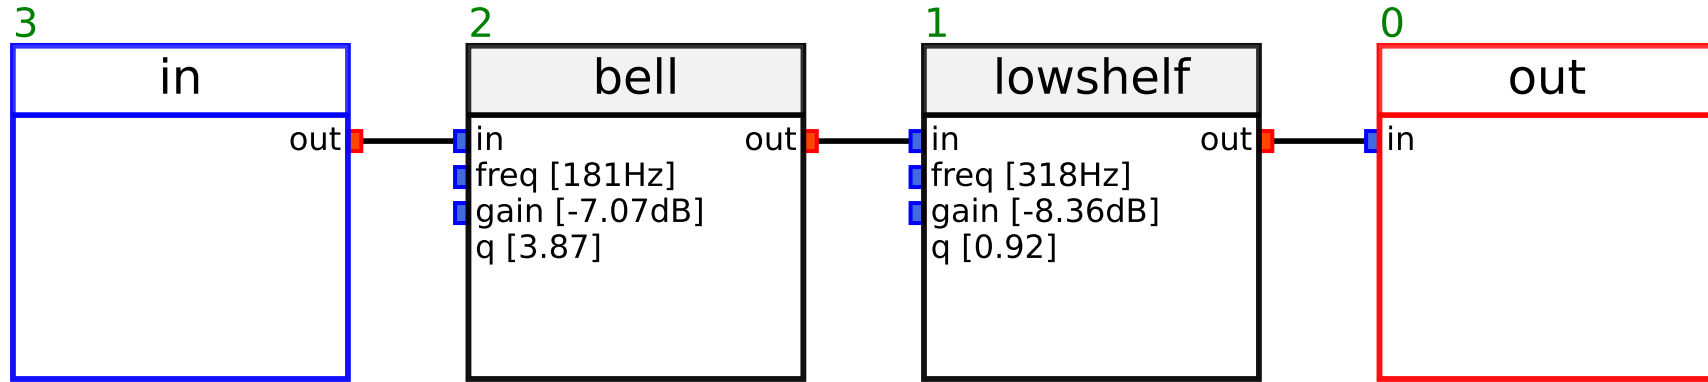 3
in
out
2
bell
in out
freq [181Hz]
gain [-7.07dB]
q [3.87]
1
lowshelf
in out
freq [318Hz]
gain [-8.36dB]
q [0.92]
0
out
in